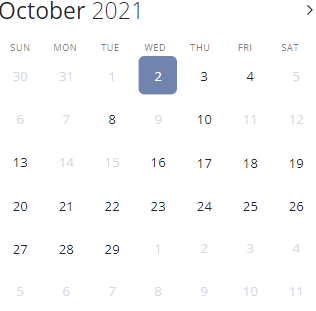 October 2021
SUN MON TUE WED THU FRI SAT
30 31 1 2 3 4 5
6 7 8 9 10 11 12
13 14 15 16 17 18 19
20 21 22 23 24 25 26
27 28 29 1 2 3 4
5 6 7 8 9 10 11